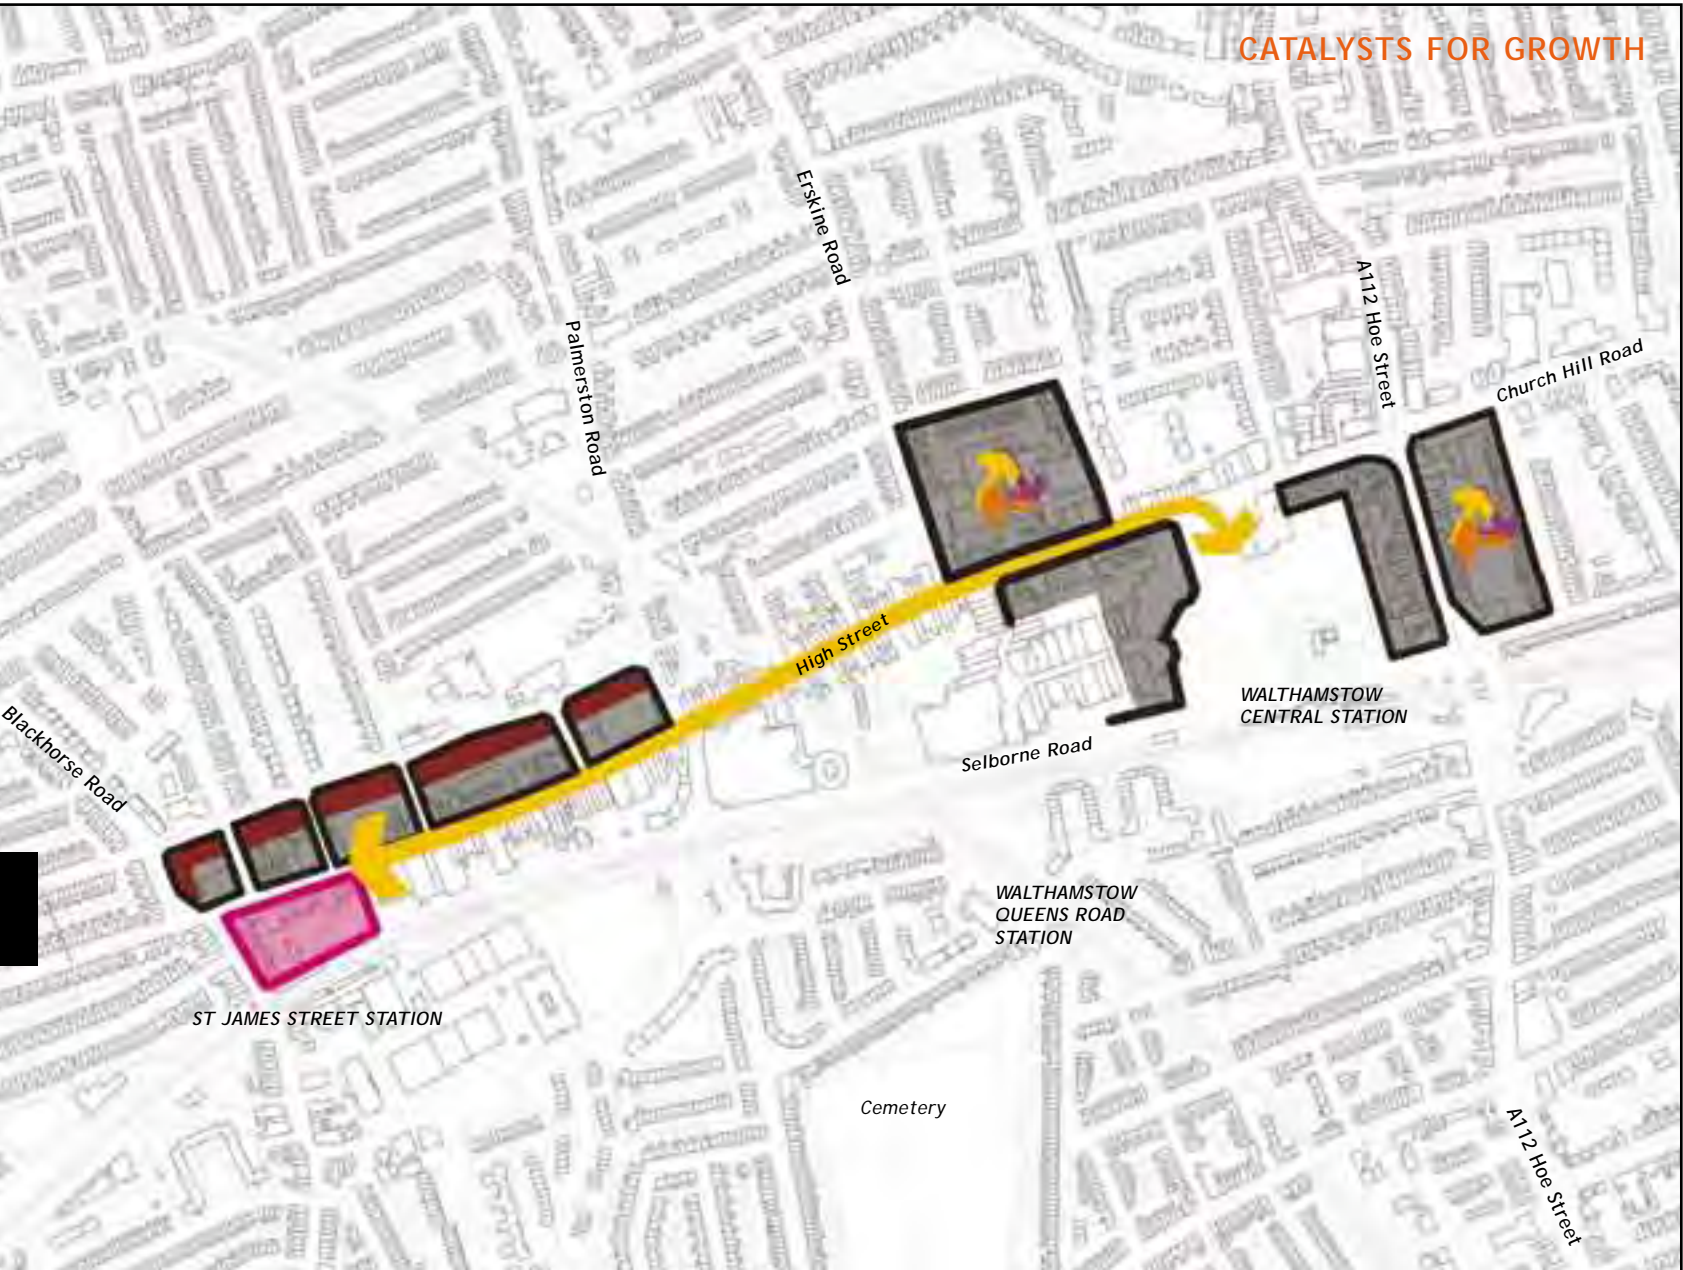 CATALYSTS FOR GROWTH
Erskine Road
A112 Hoe Street
Palmerston Road
Church Hill Road
High Street
WALTHAMSTOW
CENTRAL STATION
Blackhorse Road
Selborne Road
WALTHAMSTOW
QUEENS ROAD
STATION
ST JAMES STREET STATION
Cemetery
A112 Hoe Street